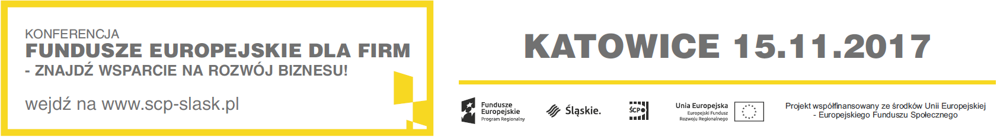 KONFERENCJA
FUNDUSZE EUROPEJSKIE DLA FIRM
- ZNAJDŹ WSPARCIE NA ROZWÓJ BIZNESU!
wejdź na www.scp-slask.pl
KATOWICE 15.11.2017
Fundusze
Europejskie
Program Regionalny
Śląskie.
ŚCP
Unia Europejska
Europejski Fundusz
Rozwoju Regionalnego
Projekt współfinansowany ze środków Unii Europejskiej
- Europejskiego Funduszu Społecznego